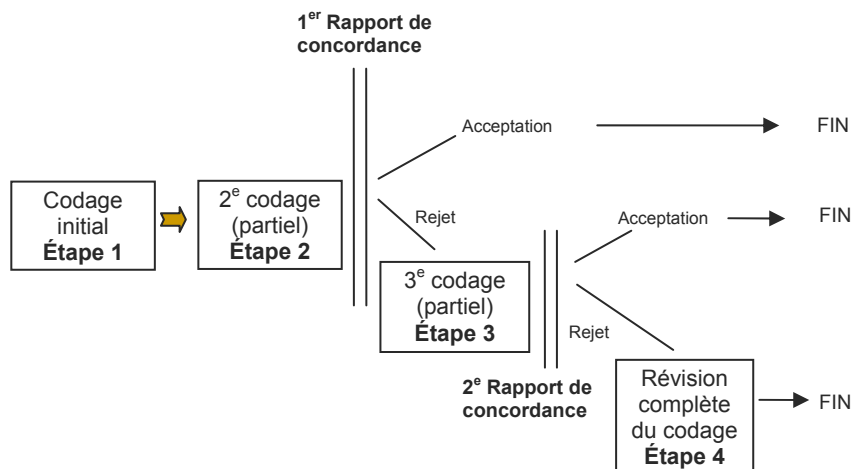 1er Rapport de
concordance
Acceptation
FIN
Codage
initial
Étape 1
2e codage
(partiel)
Étape 2
Rejet
Acceptation
FIN
3e codage
(partiel)
Étape 3
Rejet
2e Rapport de
concordance
Révision
complète
du codage
Étape 4
FIN